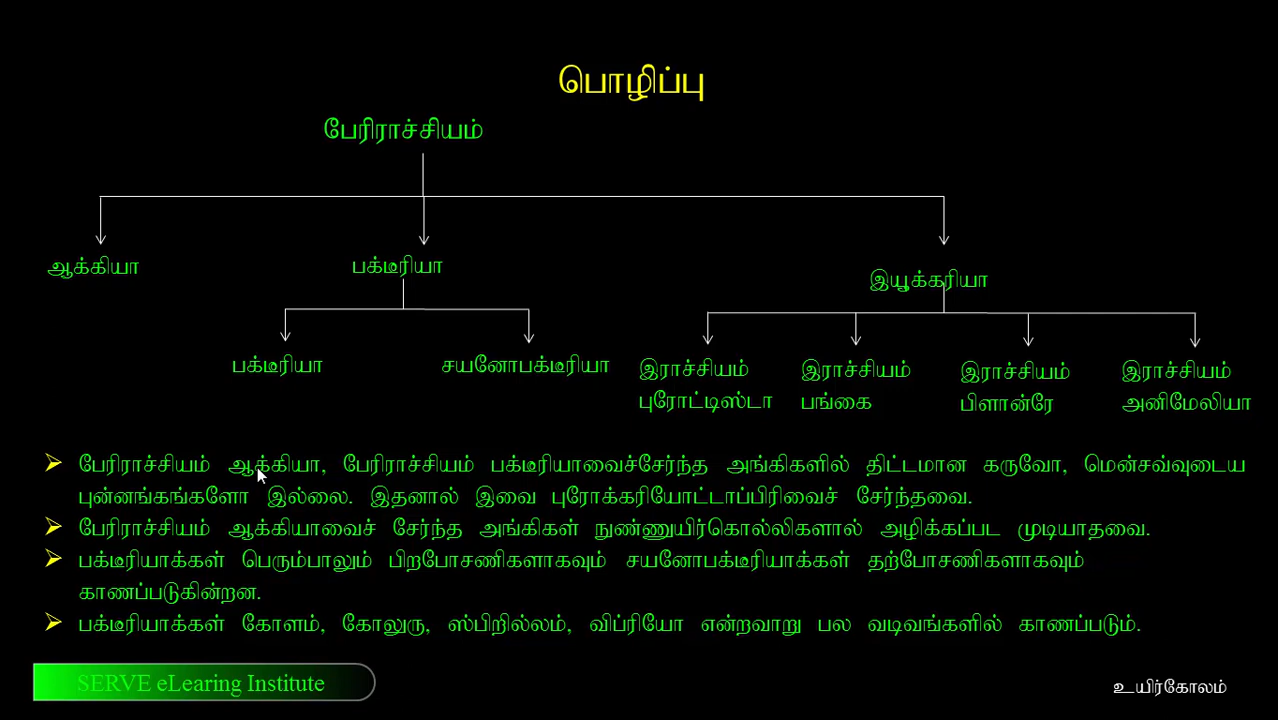 பொழிப்பு
பேரிராச்சியம்
ஆக்கியா
பக்டீரியா
இயூக்கரியா
பக்டீரியா
சயனோபக்டீரியா
இராச்சியம்
புரோட்டிஸ்டா
இராச்சியம்
பங்கை
இராச்சியம்
பிளான்ரே
இராச்சியம்
அனிமேலியா
➢ பேரிராச்சியம் ஆக்கியா, பேரிராச்சியம் பக்டீரியாவைச்சேர்ந்த அங்கிகளில் திட்டமான கருவோ, மென்சவ்வுடைய
புன்னங்கங்களோ இல்லை. இதனால் இவை புரோக்கரியோட்டாப்பிரிவைச் சேர்ந்தவை.
➢ பேரிராச்சியம் ஆக்கியாவைச் சேர்ந்த அங்கிகள் நுண்ணுயிர்கொல்லிகளால் அழிக்கப்பட முடியாதவை.
➢ பக்டீரியாக்கள் பெரும்பாலும் பிறபோசணிகளாகவும் சயனோபக்டீரியாக்கள் தற்போசணிகளாகவும்
காணப்படுகின்றன.
➢ பக்டீரியாக்கள் கோளம், கோலுரு, ஸ்பிறில்லம், விப்ரியோ என்றவாறு பல வடிவங்களில் காணப்படும்.
SERVE eLearing Institute
உயிர்கோலம்